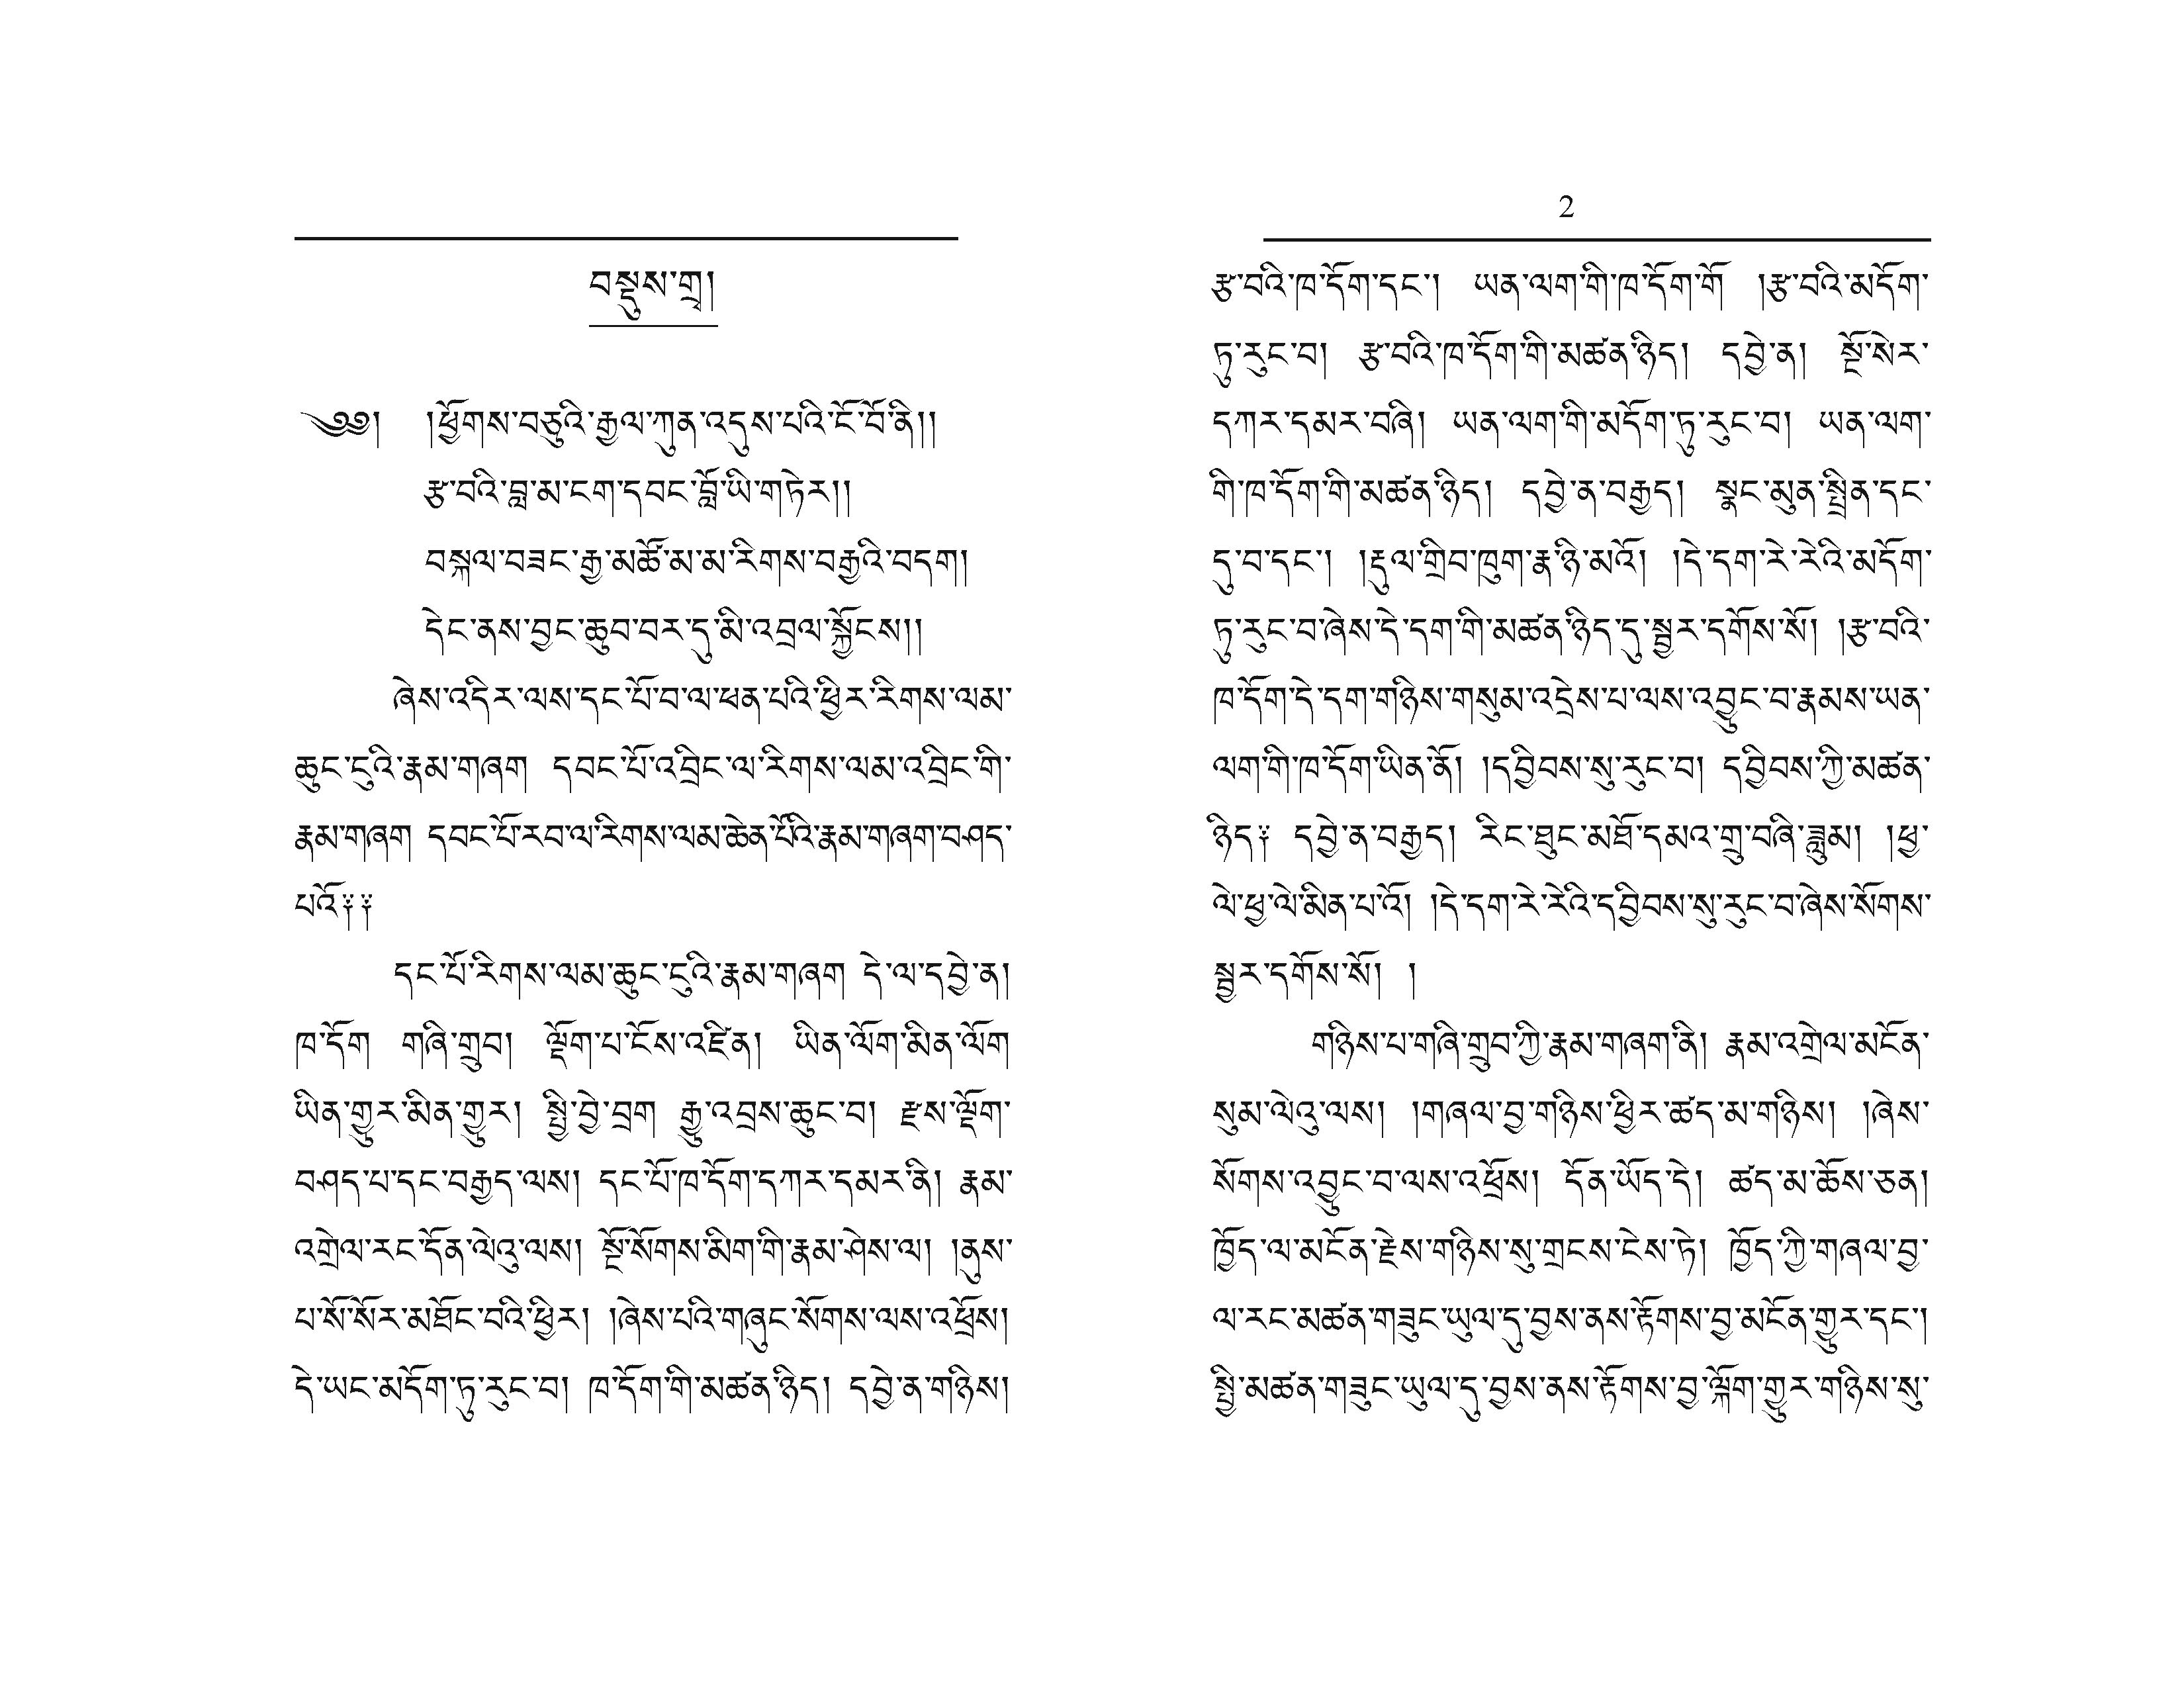 བསྡུས་གྲྭ།
༄༅། །ཕྱོགས་བཅུའི་རྒྱལ་ཀུན་འདུས་པའི་ངོ་བོ་ནི།།
རྩ་བའི་བླ་མ་ངག་དབང་བློ་ཡི་གཏེར།།
བསྐལ་བཟང་རྒྱ་མཚོ་མ་མ་རིགས་བརྒྱའི་བདག།
དེང་ནས་བྱང་ཆུབ་བར་དུ་མི་འབྲལ་སྐྱོངས།།
ཞེས་འདིར་ལས་དང་པོ་བ་ལ་ཕན་པའི་ཕྱིར་རིགས་ལམ་
ཆུང་ངུའི་རྣམ་གཞག དབང་པོ་འབྲིང་ལ་རིགས་ལམ་འབྲིང་གི་
རྣམ་གཞག དབང་པོ་རབ་ལ་རིགས་ལམ་ཆེན་པོའི་རྣམ་གཞག་བཤད་
པའོ༑༑
དང་པོ་རིགས་ལམ་ཆུང་ངུའི་རྣམ་གཞག དེ་ལ་དབྱེ་ན།
ཁ་དོག གཞི་གྲུབ། ལྡོག་པ་ངོས་འཛིན། ཡིན་ལོག་མིན་ལོག
ཡིན་གྱུར་མིན་གྱུར། སྤྱི་བྱེ་བྲག རྒྱུ་འབྲས་ཆུང་བ། རྫས་ལྡོག་
བཤད་པ་དང་བརྒྱད་ལས། དང་པོ་ཁ་དོག་དཀར་དམར་ནི། རྣམ་
འགྲེལ་རང་དོན་ལེའུ་ལས། སྔོ་སོགས་མིག་གི་རྣམ་ཤེས་ལ། །ནུས་
པ་སོ་སོར་མཐོང་བའི་ཕྱིར། །ཞེས་པའི་གཞུང་སོགས་ལས་འཕྲོས།
དེ་ཡང་མདོག་ཏུ་རུང་བ། ཁ་དོག་གི་མཚན་ཉིད། དབྱེ་ན་གཉིས།
2
རྩ་བའི་ཁ་དོག་དང་། ཡན་ལག་གི་ཁ་དོག་གོ །རྩ་བའི་མདོག་
ཏུ་རུང་བ། རྩ་བའི་ཁ་དོག་གི་མཚན་ཉིད། དབྱེ་ན། སྔོ་སེར་
དཀར་དམར་བཞི། ཡན་ལག་གི་མདོག་ཏུ་རུང་བ། ཡན་ལག་
གི་ཁ་དོག་གི་མཚན་ཉིད། དབྱེ་ན་བརྒྱད། སྣང་མུན་སྤྲིན་དང་
དུ་བ་དང་། །རྡུལ་གྲིབ་ཁུག་རྣ་ཉི་མའོ། །དེ་དག་རེ་རེའི་མདོག་
ཏུ་རུང་བ་ཞེས་དེ་དག་གི་མཚན་ཉིད་དུ་སྦྱར་དགོས་སོ། །རྩ་བའི་
ཁ་དོག་དེ་དག་གཉིས་གསུམ་འདྲེས་པ་ལས་འབྱུང་བ་རྣམས་ཡན་
ལག་གི་ཁ་དོག་ཡིན་ནོ། །དབྱིབས་སུ་རུང་བ། དབྱིབས་ཀྱི་མཚན་
ཉིད༑ དབྱེ་ན་བརྒྱད། རིང་ཐུང་མཐོ་དམའ་གྲུ་བཞི་ཟླུམ། །ཕྱ་
ལེ་ཕྱ་ལེ་མིན་པ་འོ། །དེ་དག་རེ་རེའི་དབྱིབས་སུ་རུང་བ་ཞེས་སོགས་
སྦྱར་དགོས་སོ། །
གཉིས་པ་གཞི་གྲུབ་ཀྱི་རྣམ་གཞག་ནི། རྣམ་འགྲེལ་མངོན་
སུམ་ལེའུ་ལས། །གཞལ་བྱ་གཉིས་ཕྱིར་ཚད་མ་གཉིས། །ཞེས་
སོགས་འབྱུང་བ་ལས་འཕྲོས། དོན་ཡོད་དེ། ཚད་མ་ཆོས་ཅན།
ཁྱོད་ལ་མངོན་རྗེས་གཉིས་སུ་གྲངས་ངེས་ཏེ། ཁྱོད་ཀྱི་གཞལ་བྱ་
ལ་རང་མཚན་གཟུང་ཡུལ་དུ་བྱས་ནས་རྟོགས་བྱ་མངོན་གྱུར་དང་།
སྤྱི་མཚན་གཟུང་ཡུལ་དུ་བྱས་ནས་རྟོགས་བྱ་ལྐོག་གྱུར་གཉིས་སུ་